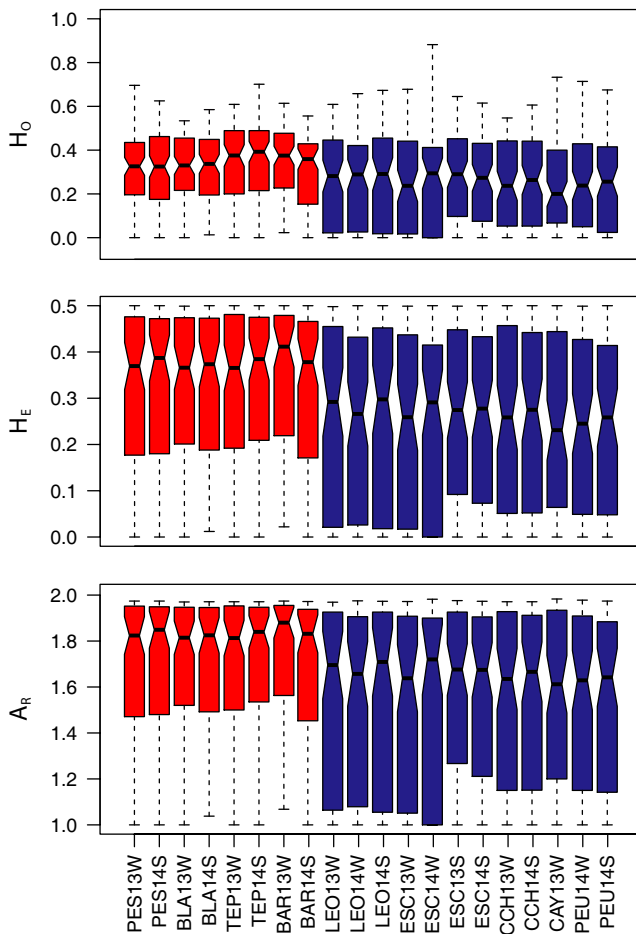 1.0
0.8
0.6
0.4
0.2
0.0
HO
0.5
0.4
0.3
0.2
0.1
0.0
HE
2.0
1.8
1.6
1.4
1.2
1.0
AR
PES13W
PES14S
BLA13W
BLA14S
TEP13W
TEP14S
BAR13W
BAR14S
LEO13W
LEO14W
LEO14S
ESC13W
ESC14W
ESC13S
ESC14S
CCH13W
CCH14S
CAY13W
PEU14W
PEU14S